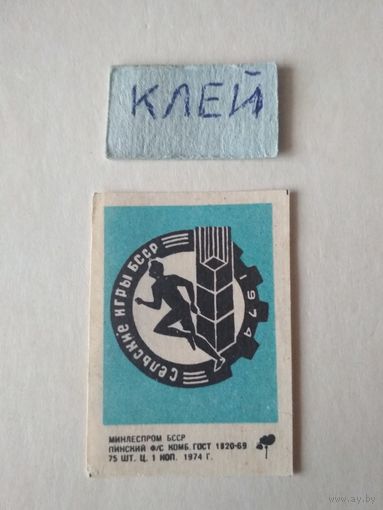 КЛЕЙ
СЕЛЬСКИЕ ИГРЫ БССР
1974
МИНЛЕСПРОМ БССР
ПИНСКИЙ Ф/С КОМБ. ГОСТ 1820-69
75 ШТ. Ц. 1 КОП. 1974 Г.
www.ay.by